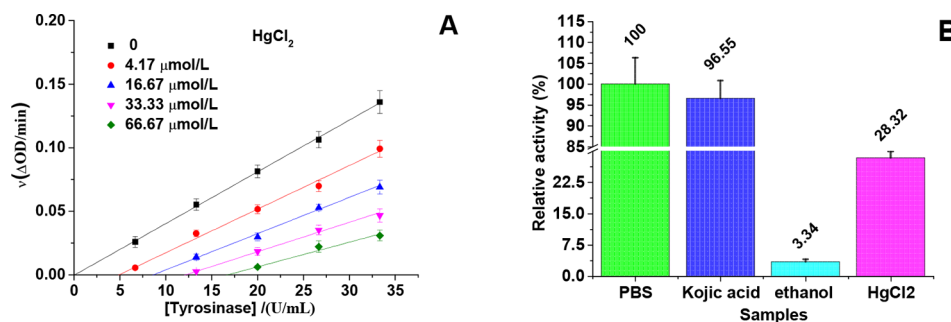 A
HgCl2
0
4.17 μmol/L
16.67 μmol/L
33.33 μmol/L
66.67 μmol/L
ν(ΔOD/min)
0.20
0.15
0.10
0.05
0.00
0 5 10 15 20 25 30 35
[Tyrosinase] /(U/mL)
Relative activity (%)
110
105
100
95
90
85
22.5
15.0
7.5
0.0
100
96.55
3.34
28.32
PBS Kojic acid ethanol HgCl2
Samples